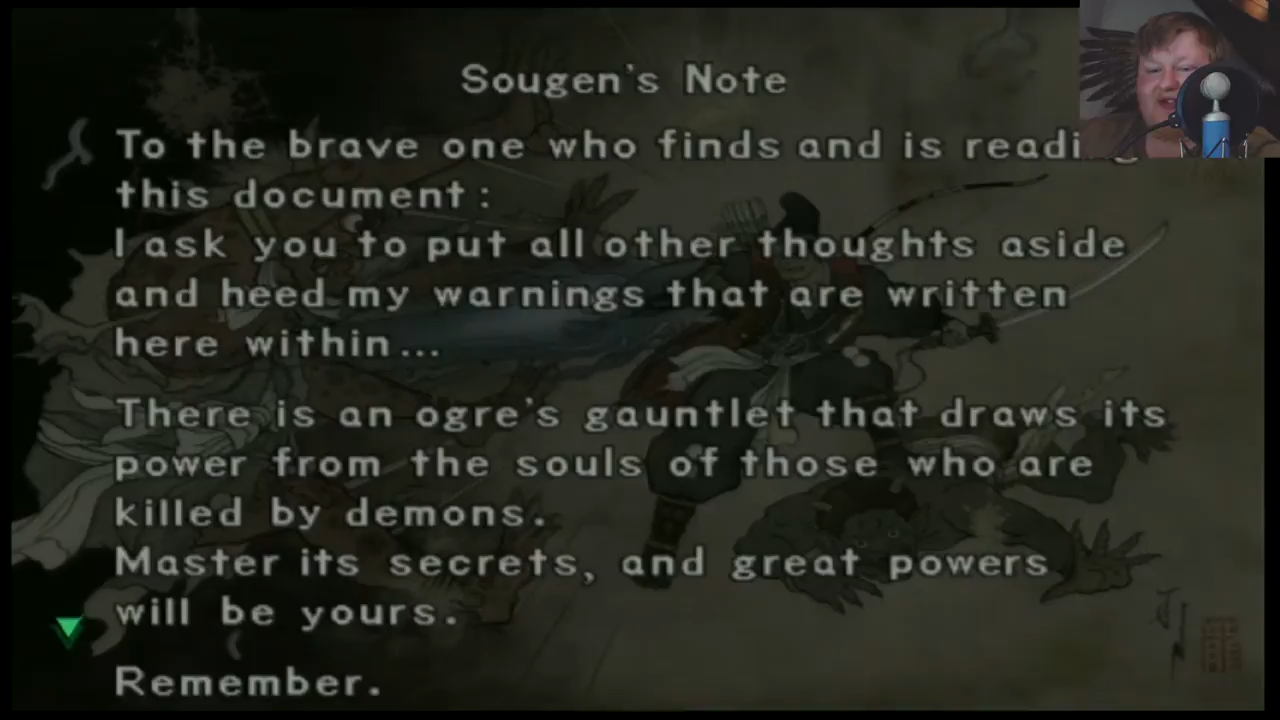 Sougen's Note
To the brave one who finds and is readi
this document:
I ask you to put all other thoughts aside
and heed my warnings that are written
here within...
There is an ogre's gauntlet that draws its
power from the souls of those who are
killed by demons.
Master its secrets, and great powers
will be yours.
Remember.